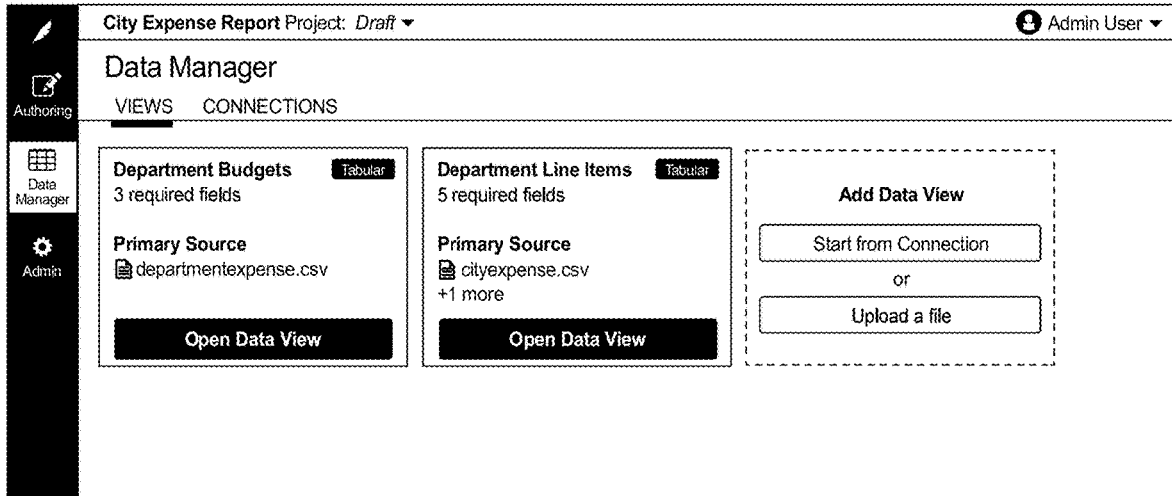 City Expense Report Project: Draft
Admin User
Authoring
Data Manager
Admin
Data Manager
VIEWS CONNECTIONS
Department Budgets Tabular
3 required fields
Primary Source
departmentexpense.csv
Open Data View
Department Line Items Tabular
5 required fields
Primary Source
cityexpense.csv
+1 more
Open Data View
Add Data View
Start from Connection
or
Upload a file